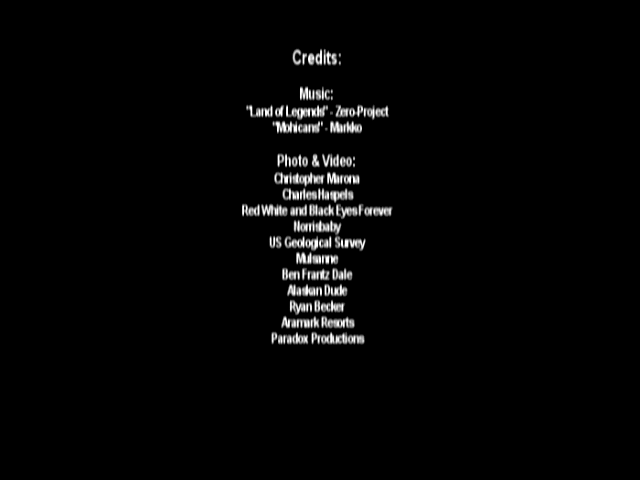 Credits:
Music:
"Land of Legends" - Zero-Project
"Mohicans" - Markko
Photo & Video:
Christopher Marona
Charles Haspels
Red White and Black Eyes Forever
Norrisbaby
US Geological Survey
Mulsanne
Ben Frantz Dale
Alaskan Dude
Ryan Becker
Aramark Resorts
Paradox Productions